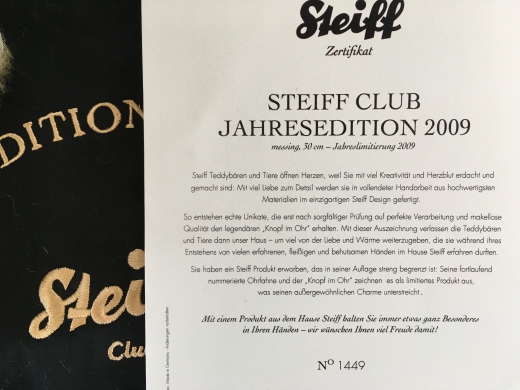 Steiff
Zertifikat
STEIFF CLUB
JAHRESEDITION 2009
messing, 30 cm – Jahreslimitierung 2009
Steiff Teddybären und Tiere öffnen Herzen, weil Sie mit viel Kreativität und Herzblut erdacht und
gemacht sind: Mit viel Liebe zum Detail werden sie in vollendeter Handarbeit aus hochwertigsten
Materialien im einzigartigen Steiff Design gefertigt.
So entstehen echte Unikate, die erst nach sorgfältiger Prüfung auf perfekte Verarbeitung und makellose
Qualität den legendären „Knopf im Ohr“ erhalten. Mit dieser Auszeichnung verlassen die Teddybären
und Tiere dann unser Haus – um viel von der Liebe und Wärme weiterzugeben, die sie während ihres
Entstehens von vielen erfahrenen, fleißigen und behutsamen Händen im Hause Steiff erfahren durften.
Sie haben ein Steiff Produkt erworben, das in seiner Auflage streng begrenzt ist: Seine fortlaufend
nummerierte Ohrfahne und der „Knopf im Ohr“ zeichnen es als limitiertes Produkt aus,
was seinen außergewöhnlichen Charme unterstreicht.
Mit einem Produkt aus dem Hause Steiff halten Sie immer etwas ganz Besonderes
in Ihren Händen – wir wünschen Ihnen viel Freude damit!
Nº 1449
DITION
Stei
Clu